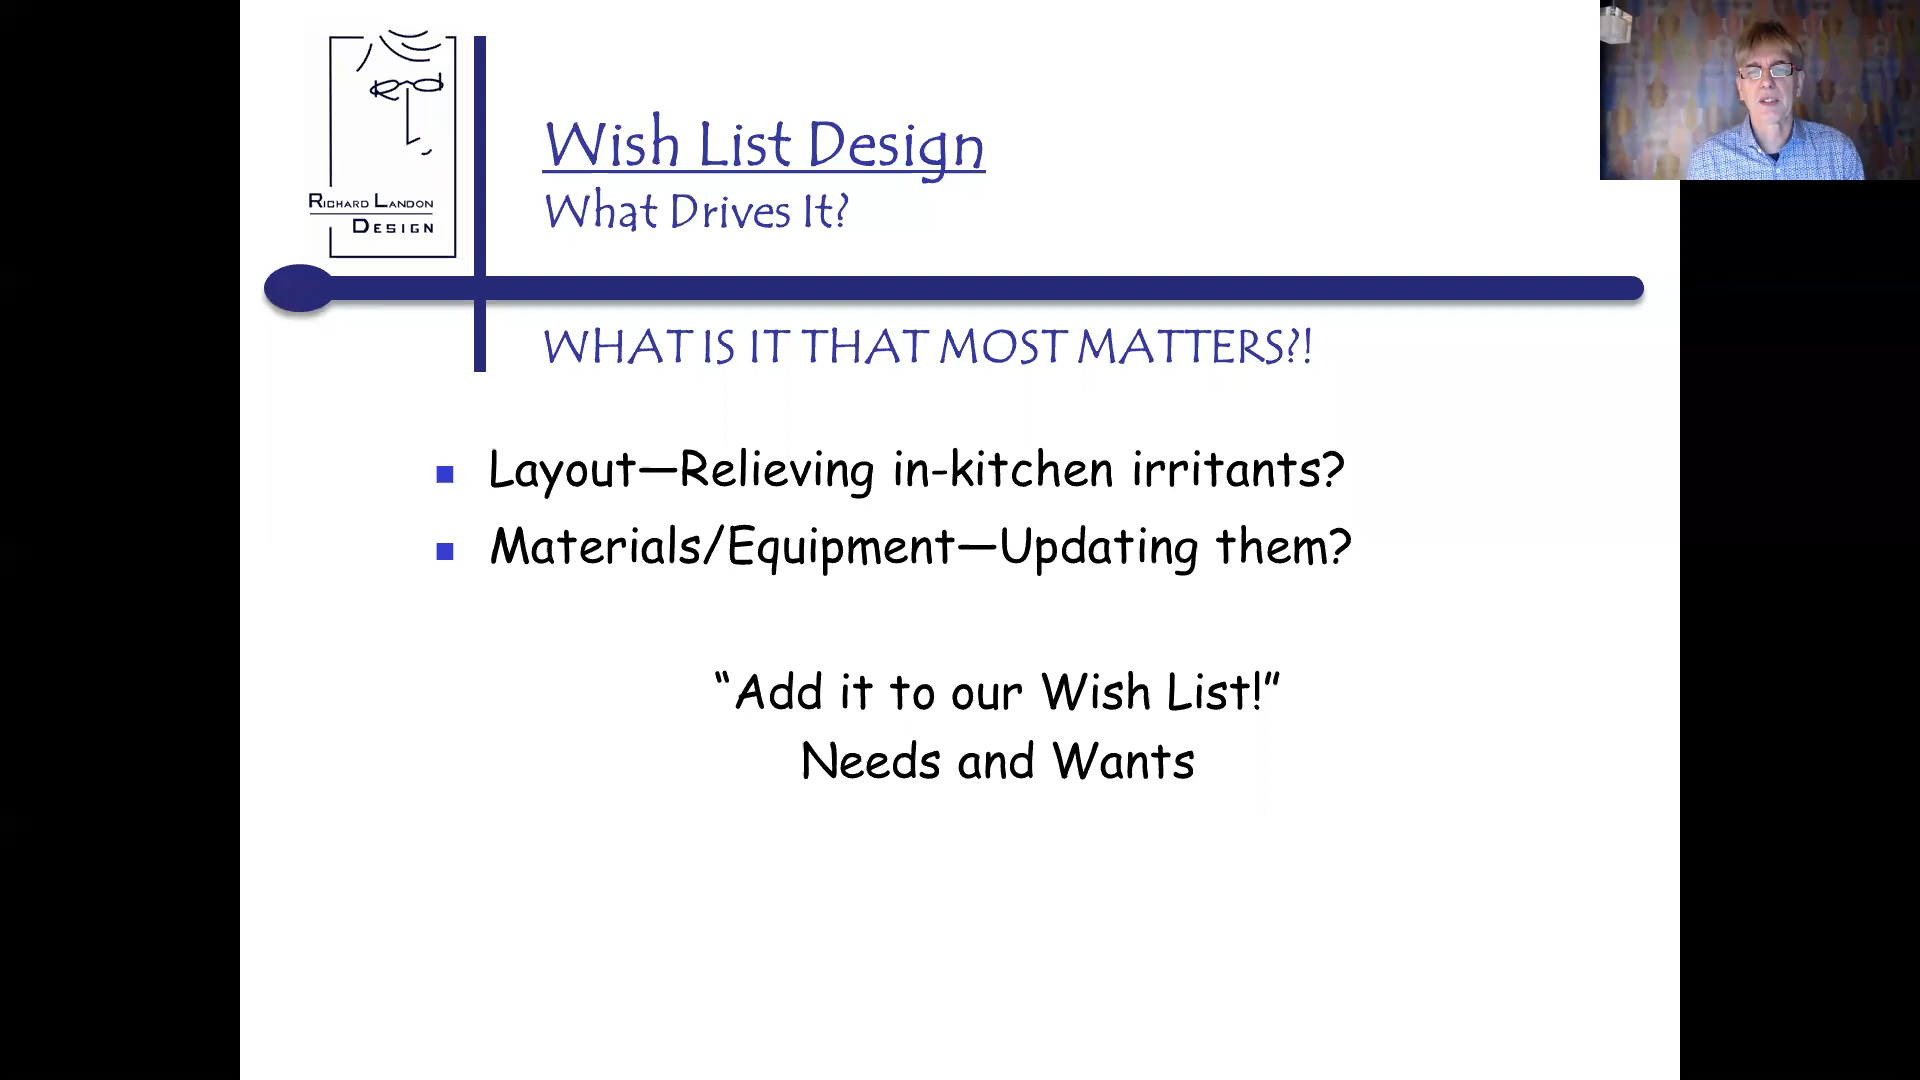 Richard Landon
Design
Wish List Design
What Drives It?
WHAT IS IT THAT MOST MATTERS?!
Layout—Relieving in-kitchen irritants?
Materials/Equipment—Updating them?
“Add it to our Wish List!”
Needs and Wants